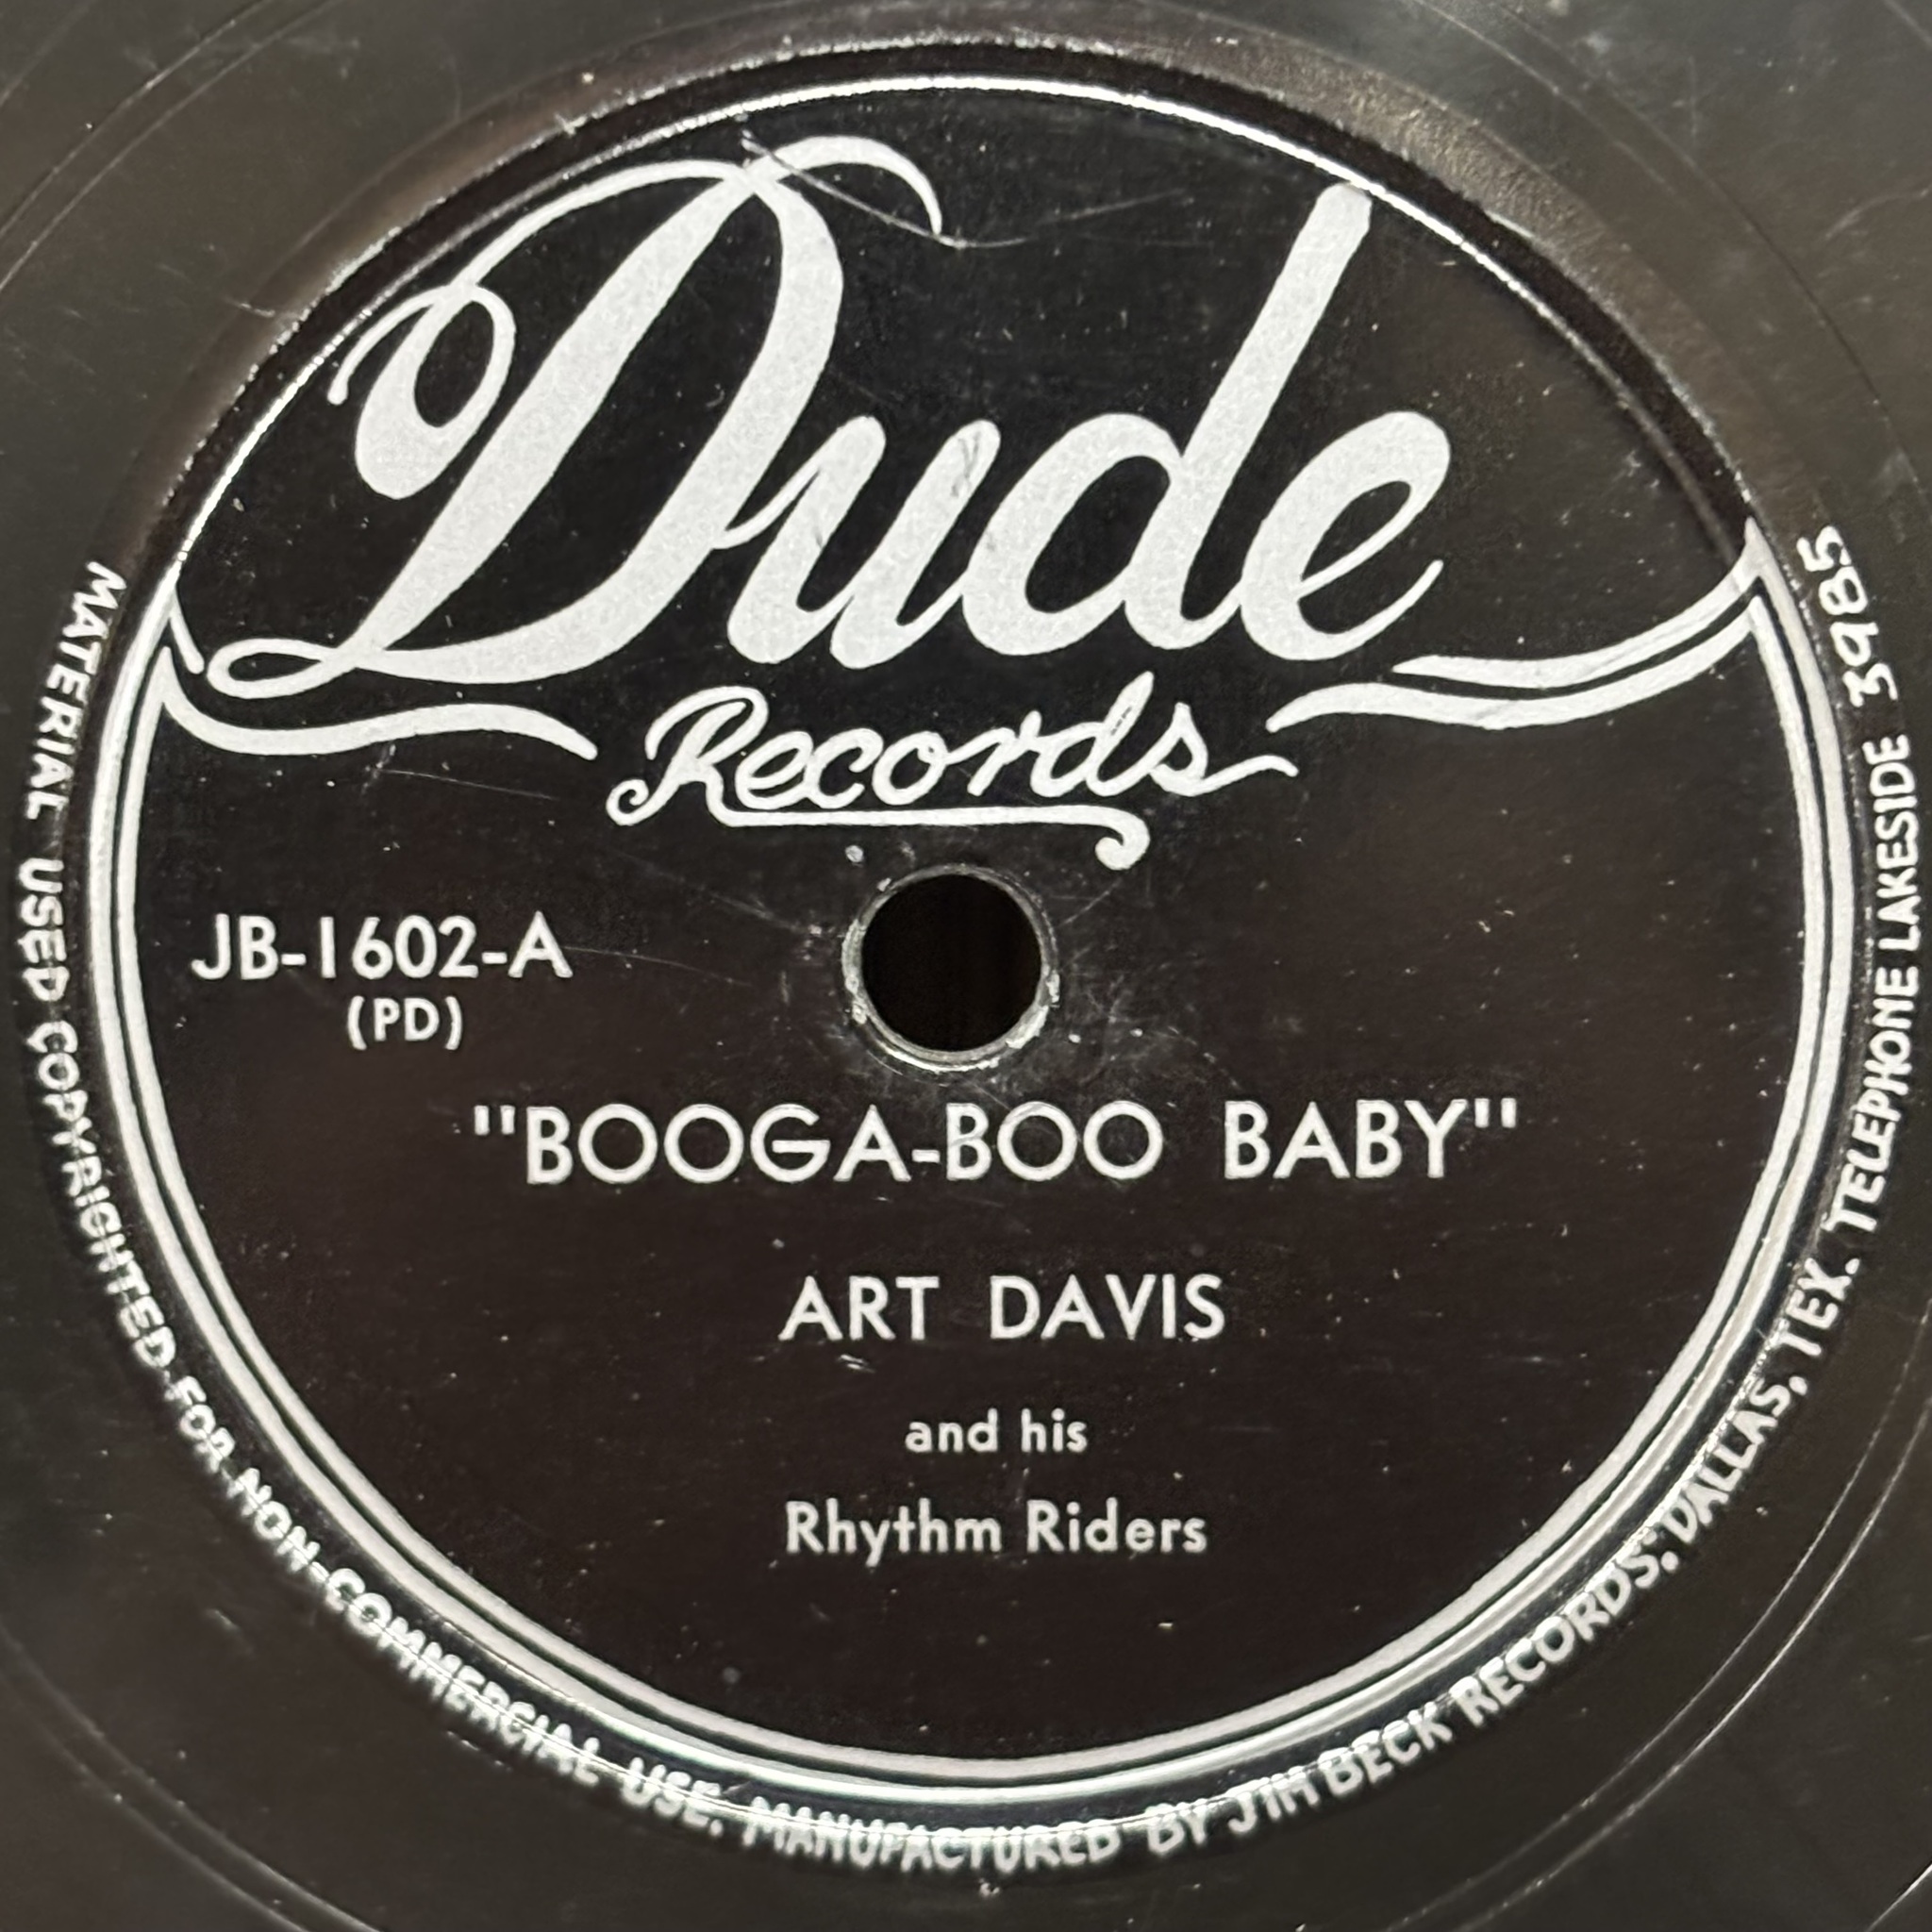 Dude
Records
JB-1602-A
(PD)
"BOOGA-BOO BABY"
ART DAVIS
and his
Rhythm Riders
MATERIAL USED COPYRIGHTED-FOR NON-COMMERCIAL USE. MANUFACTURED BY JIM BECK RECORDS; DALLAS, TEX. TELEPHONE LAKESIDE 3985